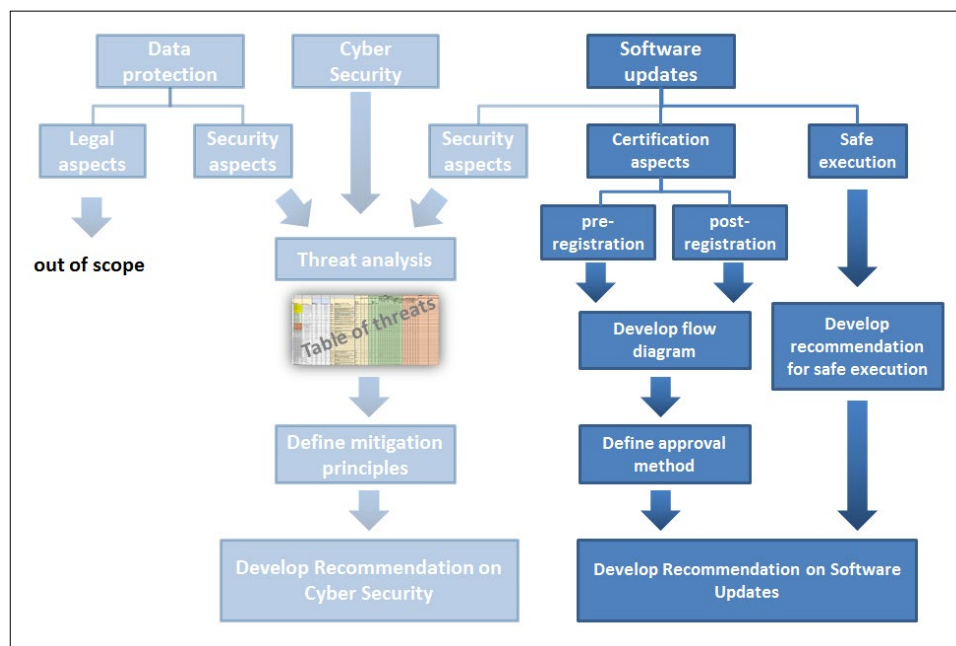 Data
protection
Cyber
Security
Software
updates
Legal
aspects
Security
aspects
Security
aspects
Certification
aspects
Safe
execution
pre-
registration
post-
registration
out of scope
Threat analysis
Table of threats
Develop flow
diagram
Develop
recommendation
for safe execution
Define mitigation
principles
Define approval
method
Develop Recommendation on
Cyber Security
Develop Recommendation on Software
Updates